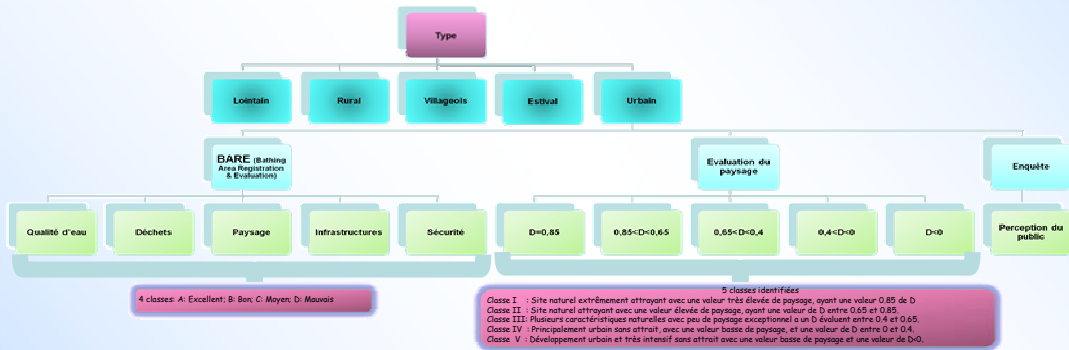 Type
Lointain
Rural
Villageois
Estival
Urbain
BARE (Bathing
Area Registration
& Evaluation)
Evaluation du
paysage
Enquête
Qualité d'eau
Déchets
Paysage
Infrastructures
Sécurité
D=0,85
0,85<D<0,65
0,65<D<0,4
0,4<D<0
D<0
Perception du
public
4 classes: A: Excellent; B: Bon; C: Moyen; D: Mauvais
5 classes identifiées
Classe I : Site naturel extrêmement attrayant avec une valeur très élevée de paysage, ayant une valeur 0,85 de D
Classe II : Site naturel attrayant avec une valeur élevée de paysage, ayant une valeur de D entre 0,65 et 0,85.
Classe III: Plusieurs caractéristiques naturelles avec peu de paysage exceptionnel a un D évaluent entre 0,4 et 0,65.
Classe IV : Principalement urbain sans attrait, avec une valeur basse de paysage, et une valeur de D entre 0 et 0,4.
Classe V : Développement urbain et très intensif sans attrait avec une valeur basse de paysage et une valeur de D<0.